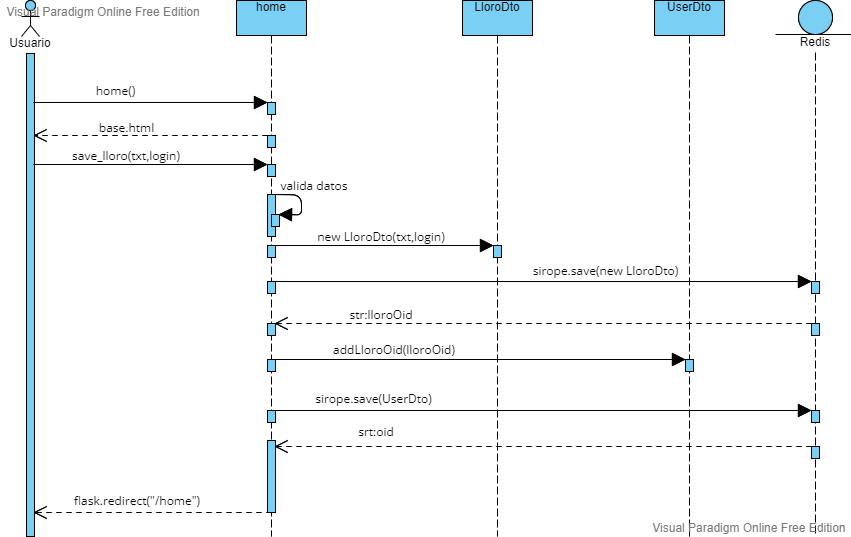 Visual Paradigm Online Free Edition
home
LloroDto
UserDto
Usuario
Redis
home()
base.html
save_lloro(txt,login)
valida datos
new LloroDto(txt,login)
sirope.save(new LloroDto)
str:lloroOid
addLloroOid(lloroOid)
sirope.save(UserDto)
srt:oid
flask.redirect("/home")
Visual Paradigm Online Free Edition